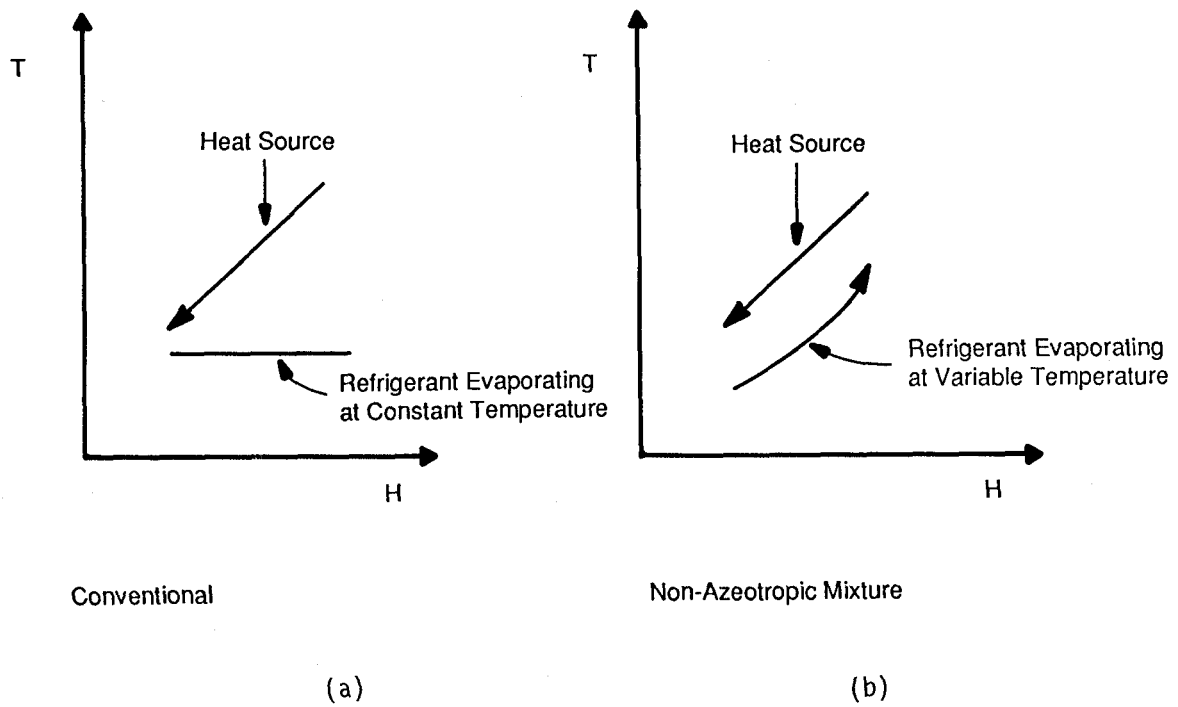 T
Heat Source
Refrigerant Evaporating
at Constant Temperature
H
Conventional
(a)
T
Heat Source
Refrigerant Evaporating
at Variable Temperature
H
Non-Azeotropic Mixture
(b)